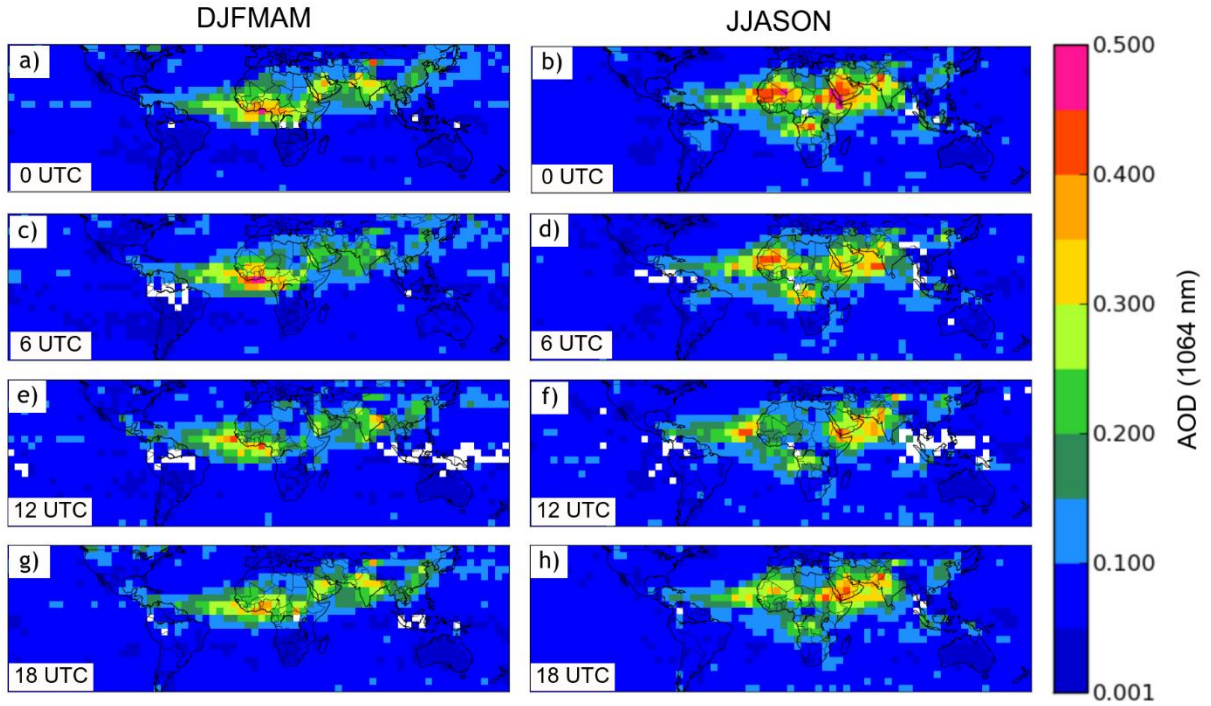 DJFMAM
JJASON
a)
0 UTC
b)
0 UTC
c)
6 UTC
d)
6 UTC
e)
12 UTC
f)
12 UTC
g)
18 UTC
h)
18 UTC
0.500
0.400
0.300
0.200
0.100
0.001
AOD (1064 nm)